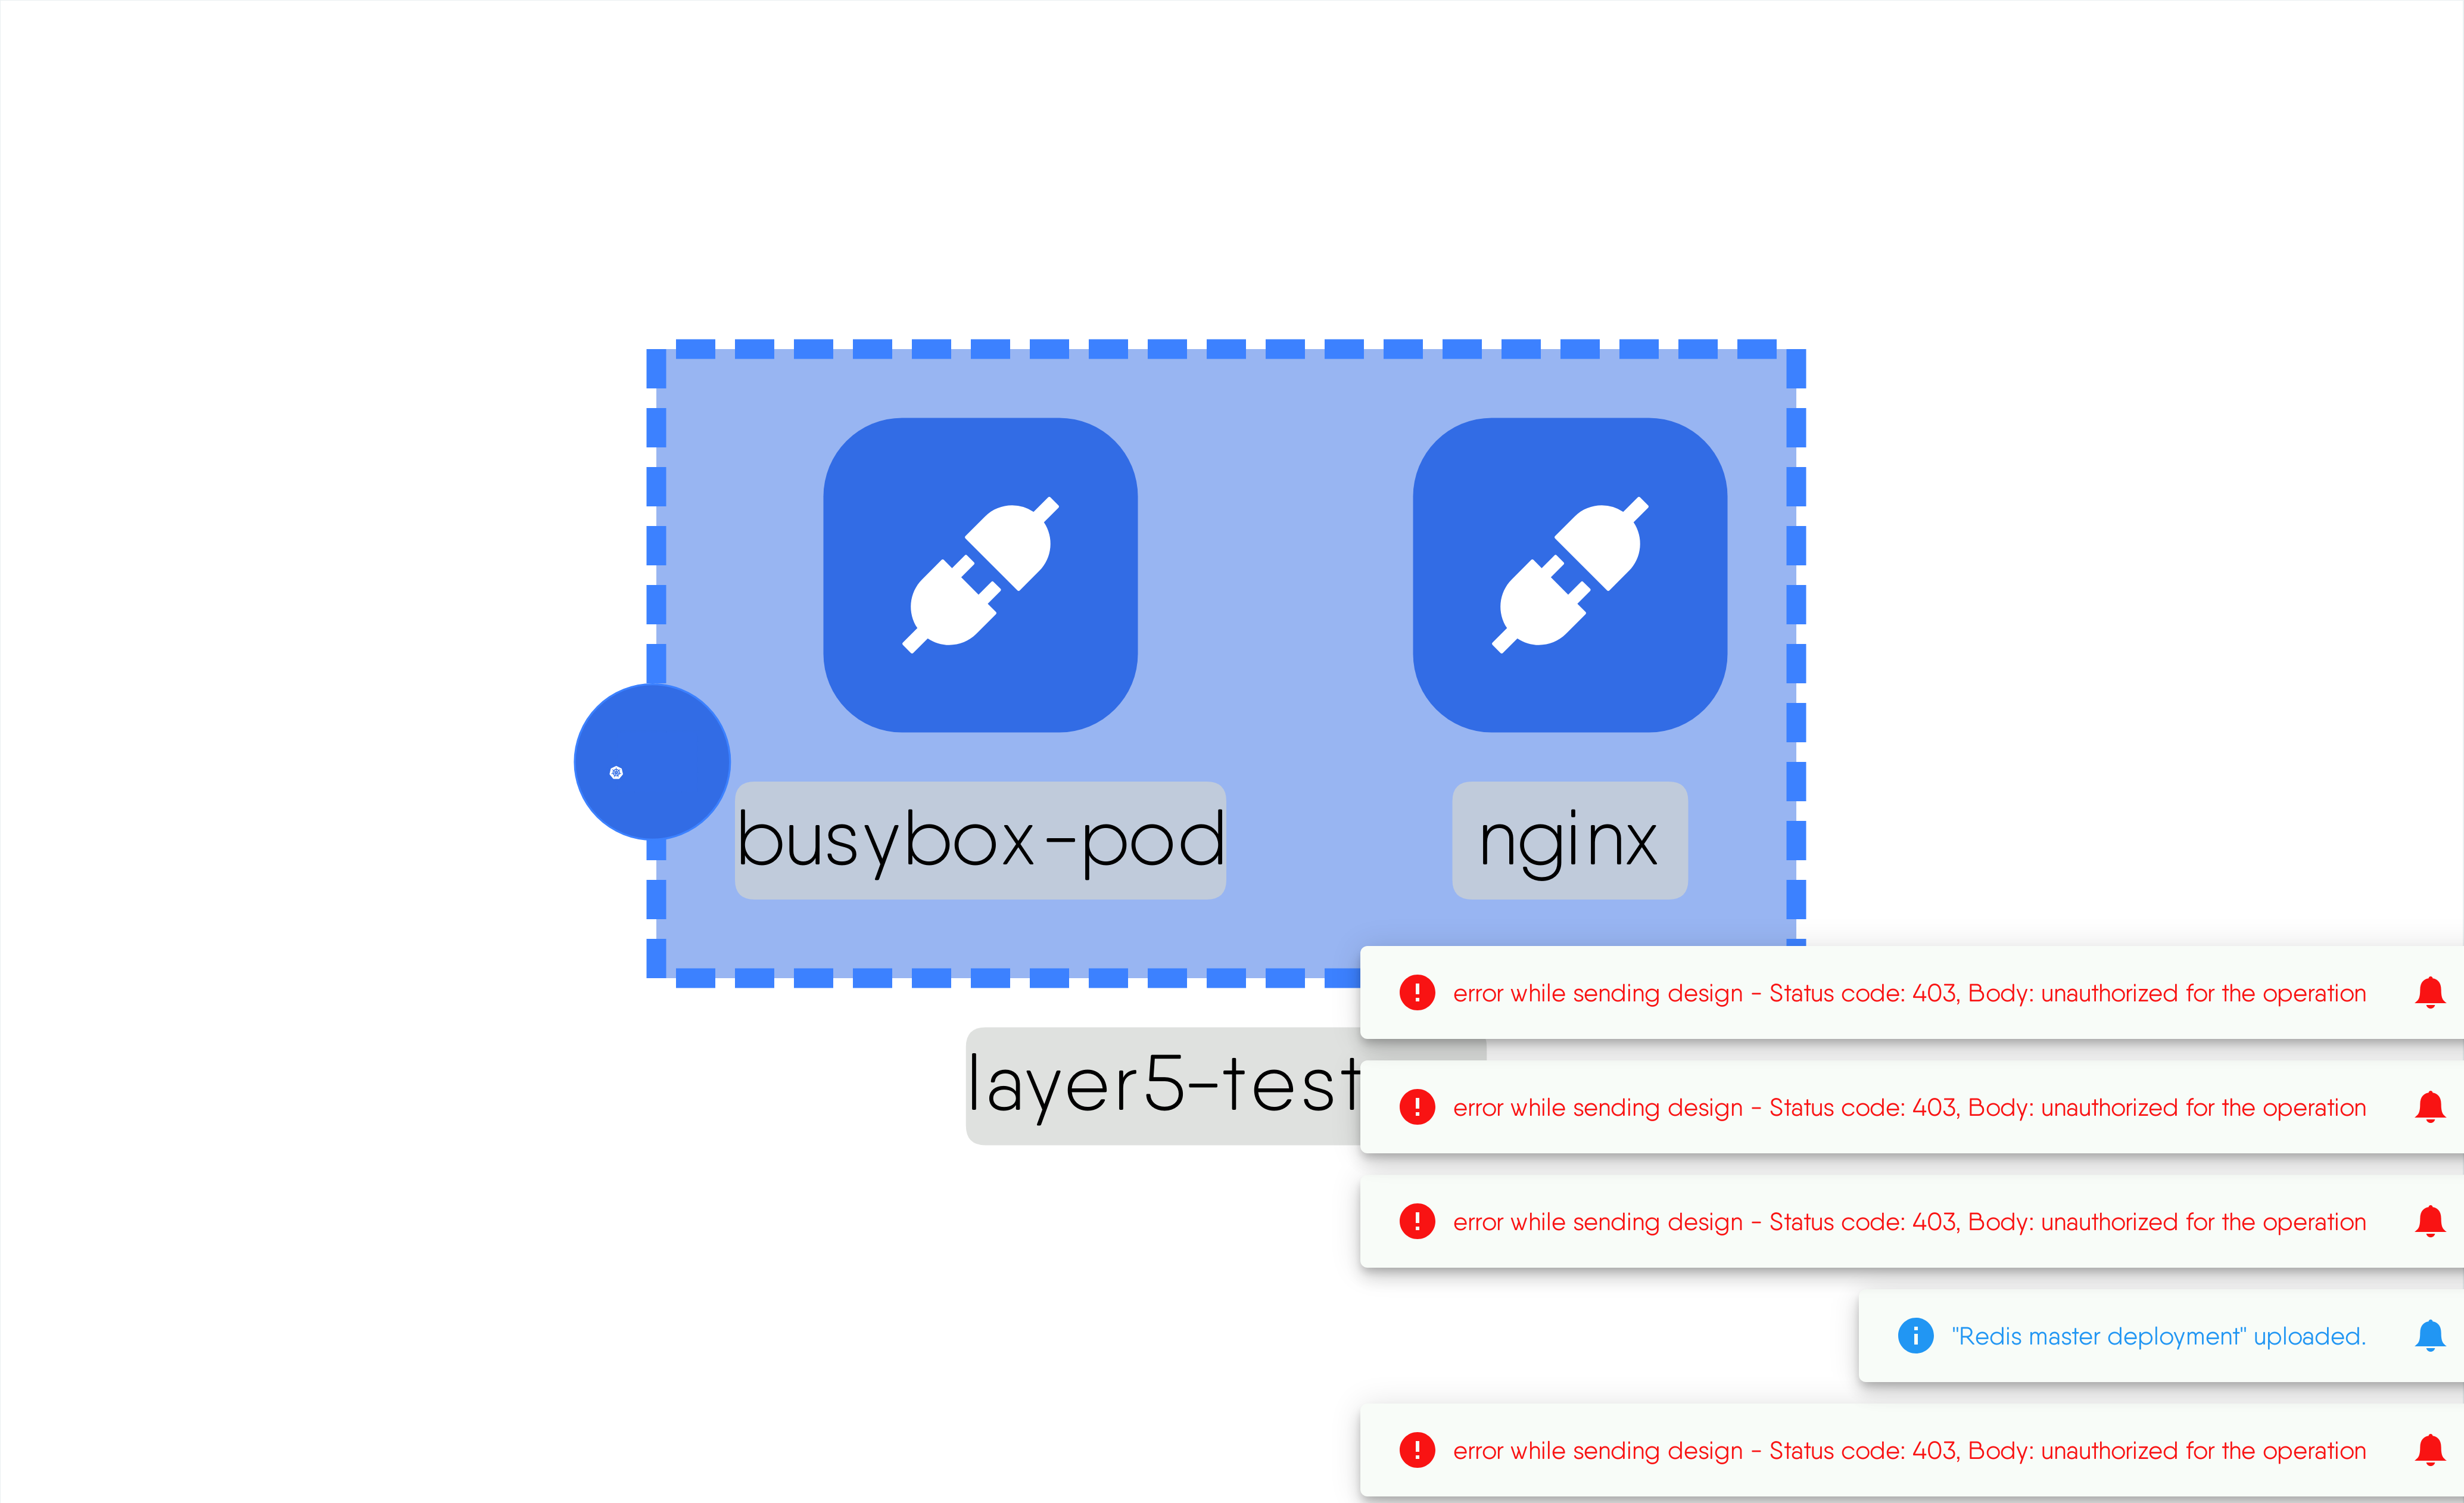 busybox-pod
nginx
layer5-test
error while sending design - Status code: 403, Body: unauthorized for the operation
error while sending design - Status code: 403, Body: unauthorized for the operation
error while sending design - Status code: 403, Body: unauthorized for the operation
"Redis master deployment" uploaded.
error while sending design - Status code: 403, Body: unauthorized for the operation